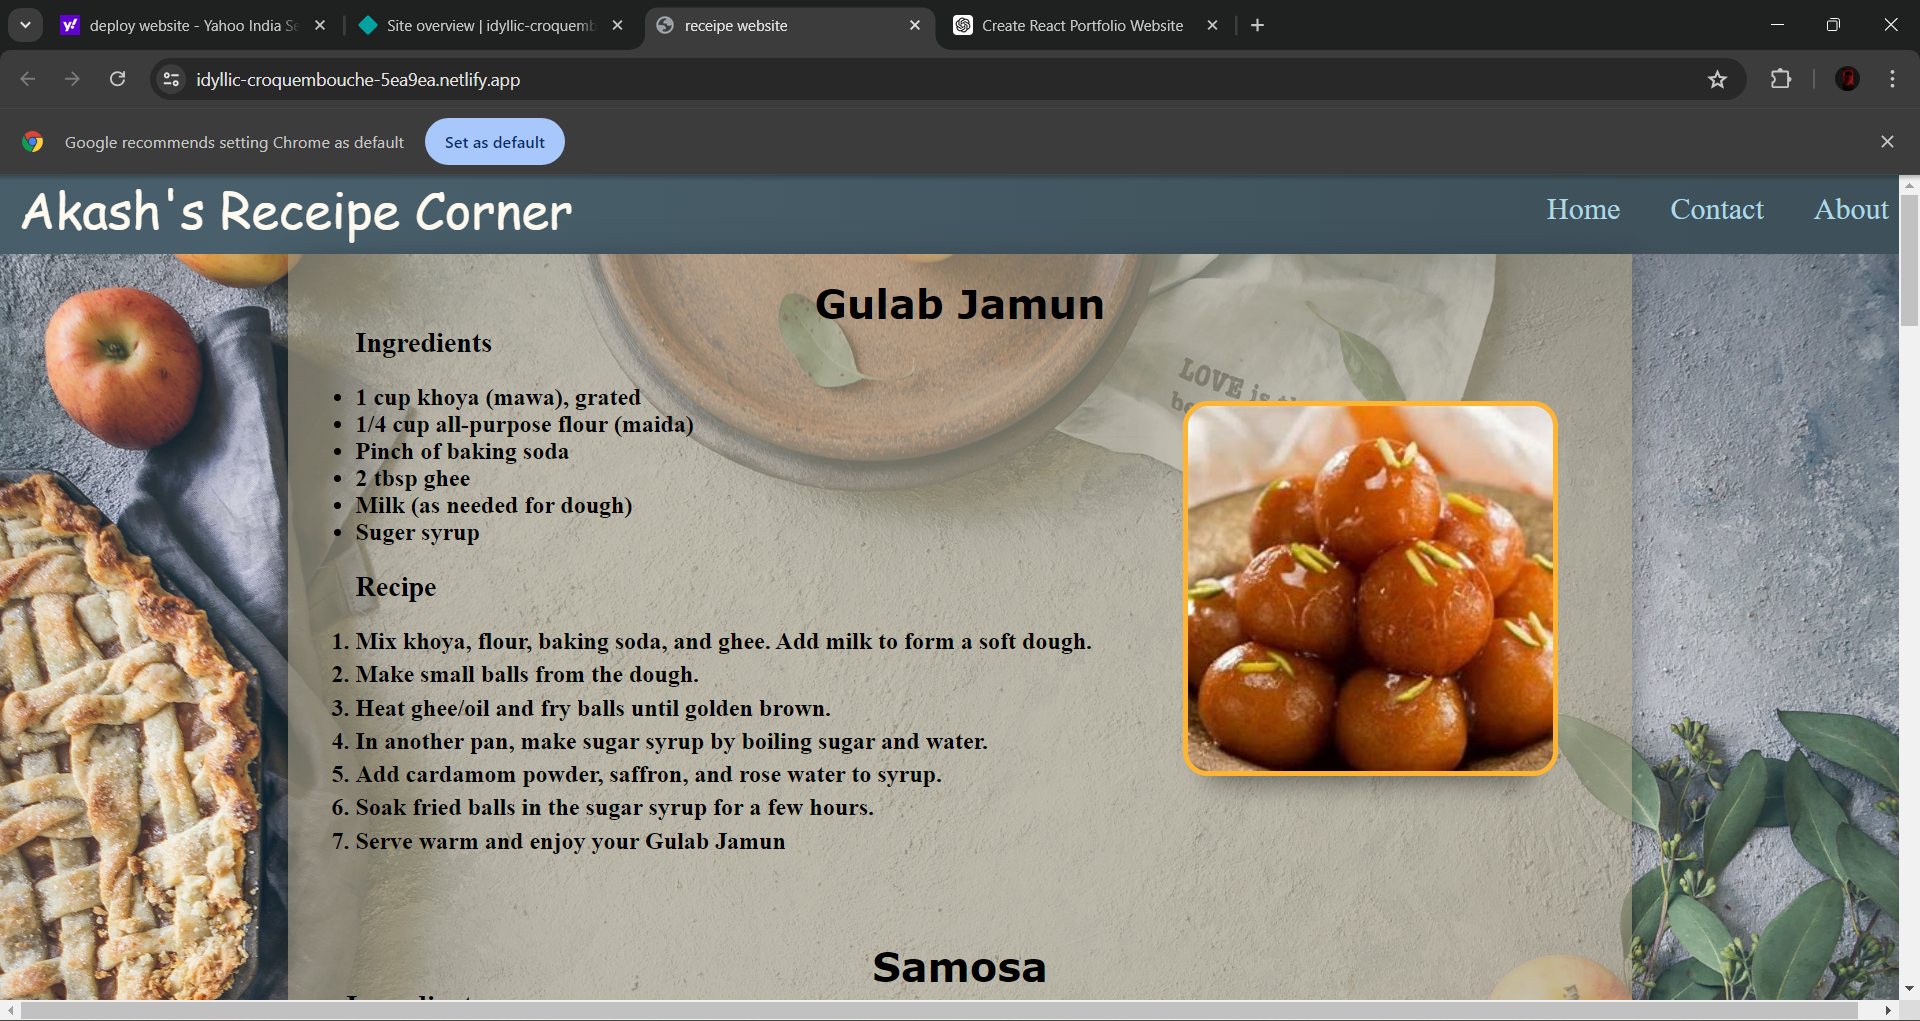 deploy website - Yahoo India Se
Site overview | idyllic-croquemb
receipe website
Create React Portfolio Website
idyllic-croquembouche-5ea9ea.netlify.app
Google recommends setting Chrome as default
Set as default
Akash's Receipe Corner
Home
Contact
About
Gulab Jamun
Ingredients
• 1 cup khoya (mawa), grated
• 1/4 cup all-purpose flour (maida)
• Pinch of baking soda
• 2 tbsp ghee
• Milk (as needed for dough)
• Suger syrup
LOVE is
Recipe
1. Mix khoya, flour, baking soda, and ghee. Add milk to form a soft dough.
2. Make small balls from the dough.
3. Heat ghee/oil and fry balls until golden brown.
4. In another pan, make sugar syrup by boiling sugar and water.
5. Add cardamom powder, saffron, and rose water to syrup.
6. Soak fried balls in the sugar syrup for a few hours.
7. Serve warm and enjoy your Gulab Jamun
Samosa